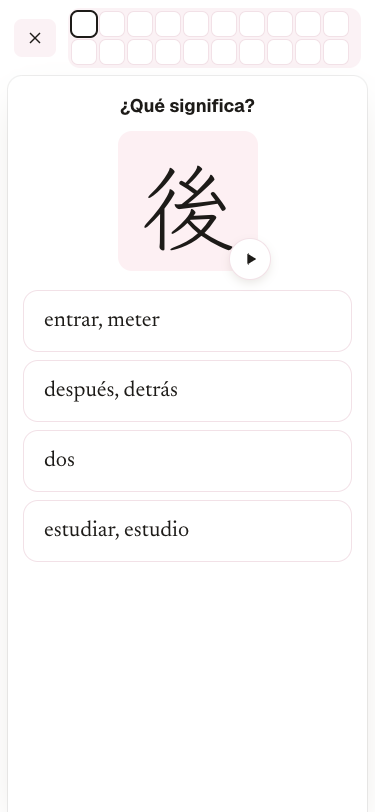 ¿Qué significa?
後
entrar, meter
después, detrás
dos
estudiar, estudio